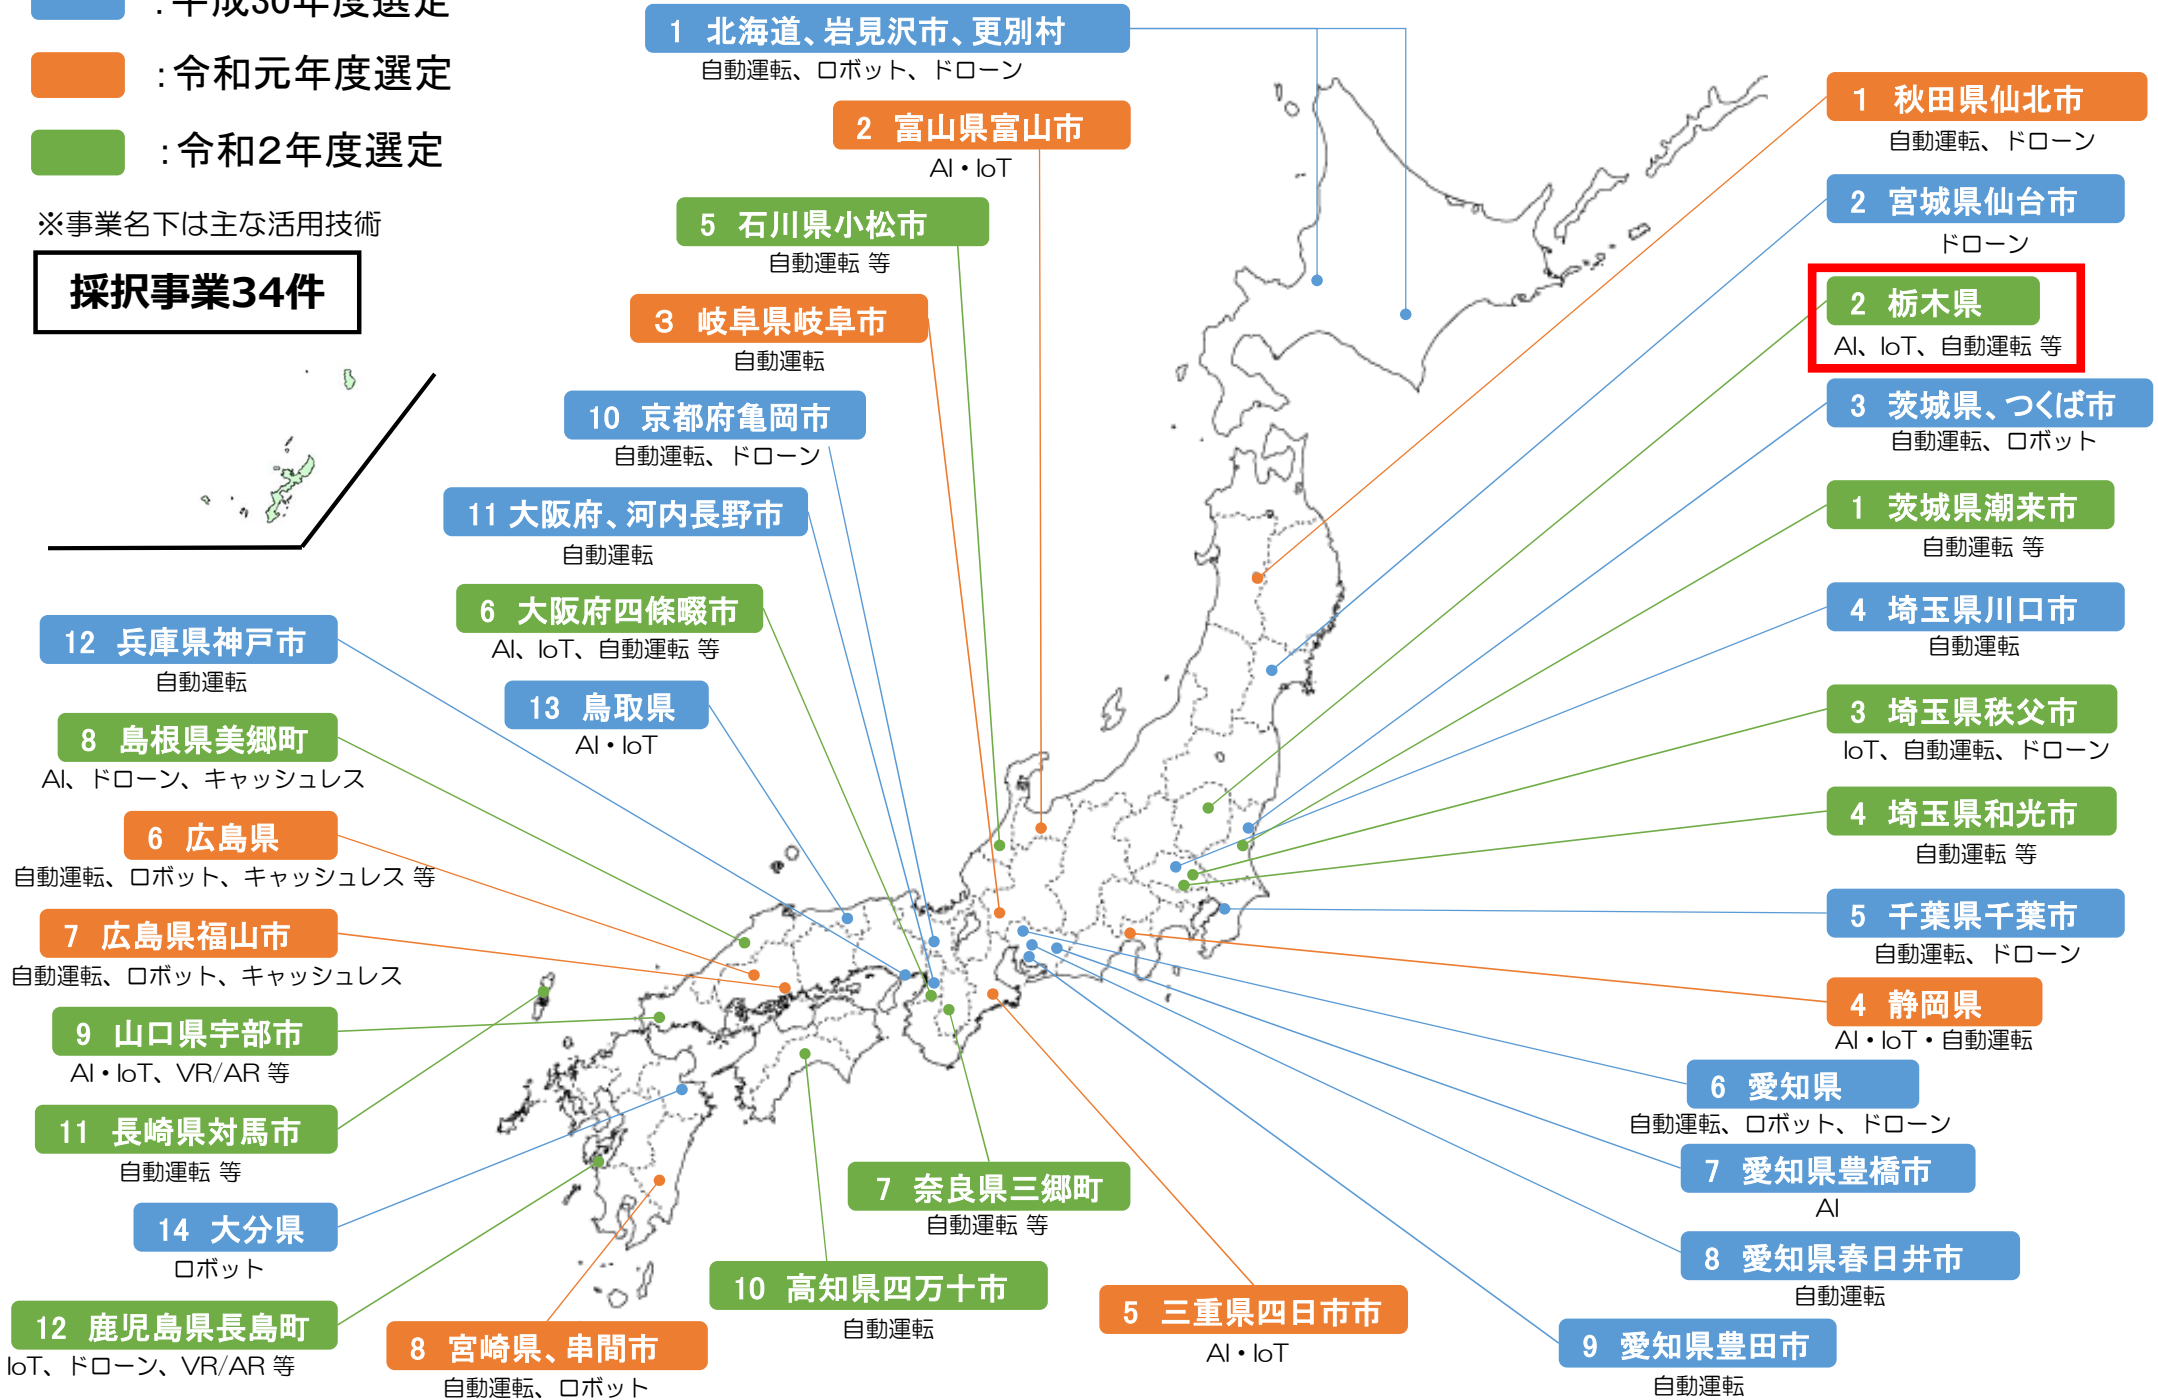 ：平成30年度選定
：令和元年度選定
：令和２年度選定
※事業名下は主な活用技術
採択事業34件
1 北海道、岩見沢市、更別村
自動運転、ロボット、ドローン
2 富山県富山市
AI・IoT
5 石川県小松市
自動運転 等
3 岐阜県岐阜市
自動運転
10 京都府亀岡市
自動運転、ドローン
11 大阪府、河内長野市
自動運転
6 大阪府四條畷市
AI、IoT、自動運転 等
13 鳥取県
AI・IoT
12 兵庫県神戸市
自動運転
8 島根県美郷町
AI、ドローン、キャッシュレス
6 広島県
自動運転、ロボット、キャッシュレス 等
7 広島県福山市
自動運転、ロボット、キャッシュレス
9 山口県宇部市
AI・IoT、VR/AR 等
11 長崎県対馬市
自動運転 等
14 大分県
ロボット
12 鹿児島県長島町
IoT、ドローン、VR/AR 等
8 宮崎県、串間市
自動運転、ロボット
10 高知県四万十市
自動運転
7 奈良県三郷町
自動運転 等
5 三重県四日市市
AI・IoT
1 秋田県仙北市
自動運転、ドローン
2 宮城県仙台市
ドローン
2 栃木県
AI、IoT、自動運転 等
3 茨城県、つくば市
自動運転、ロボット
1 茨城県潮来市
自動運転 等
4 埼玉県川口市
自動運転
3 埼玉県秩父市
IoT、自動運転、ドローン
4 埼玉県和光市
自動運転 等
5 千葉県千葉市
自動運転、ドローン
4 静岡県
AI・IoT・自動運転
6 愛知県
自動運転、ロボット、ドローン
7 愛知県豊橋市
AI
8 愛知県春日井市
自動運転
9 愛知県豊田市
自動運転